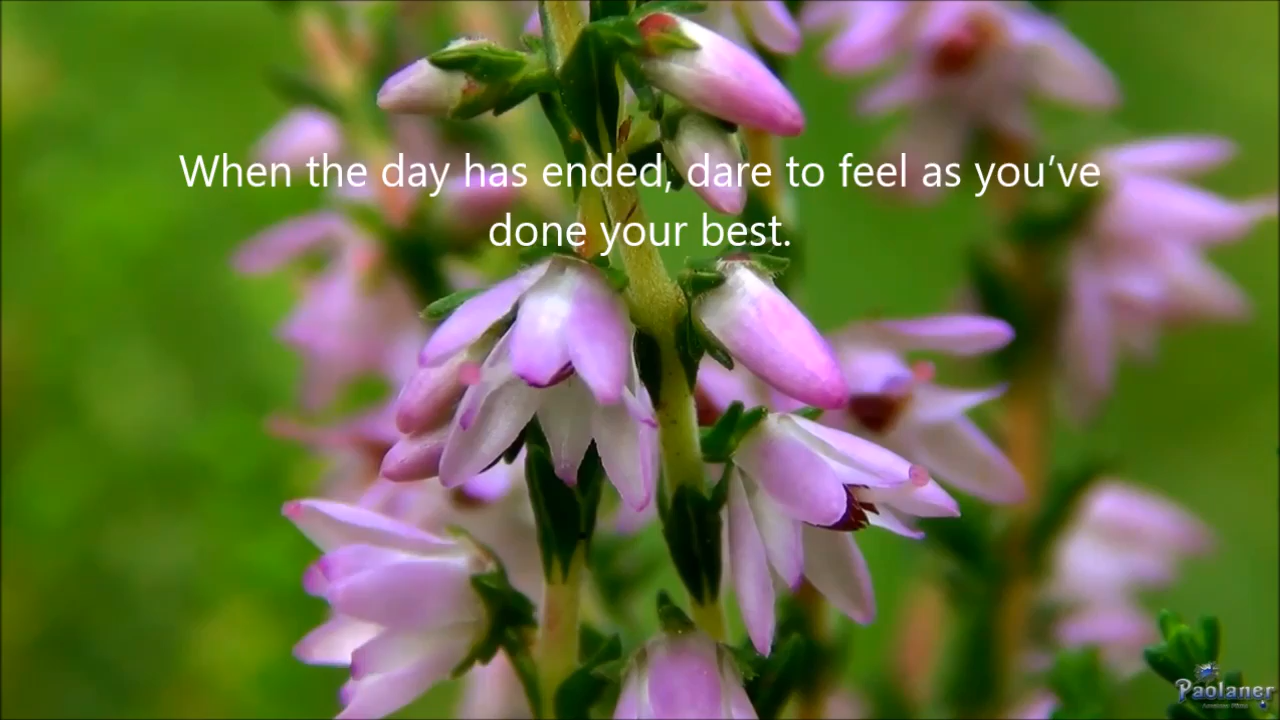 When the day has ended, dare to feel as you’ve
done your best.
Paolaner